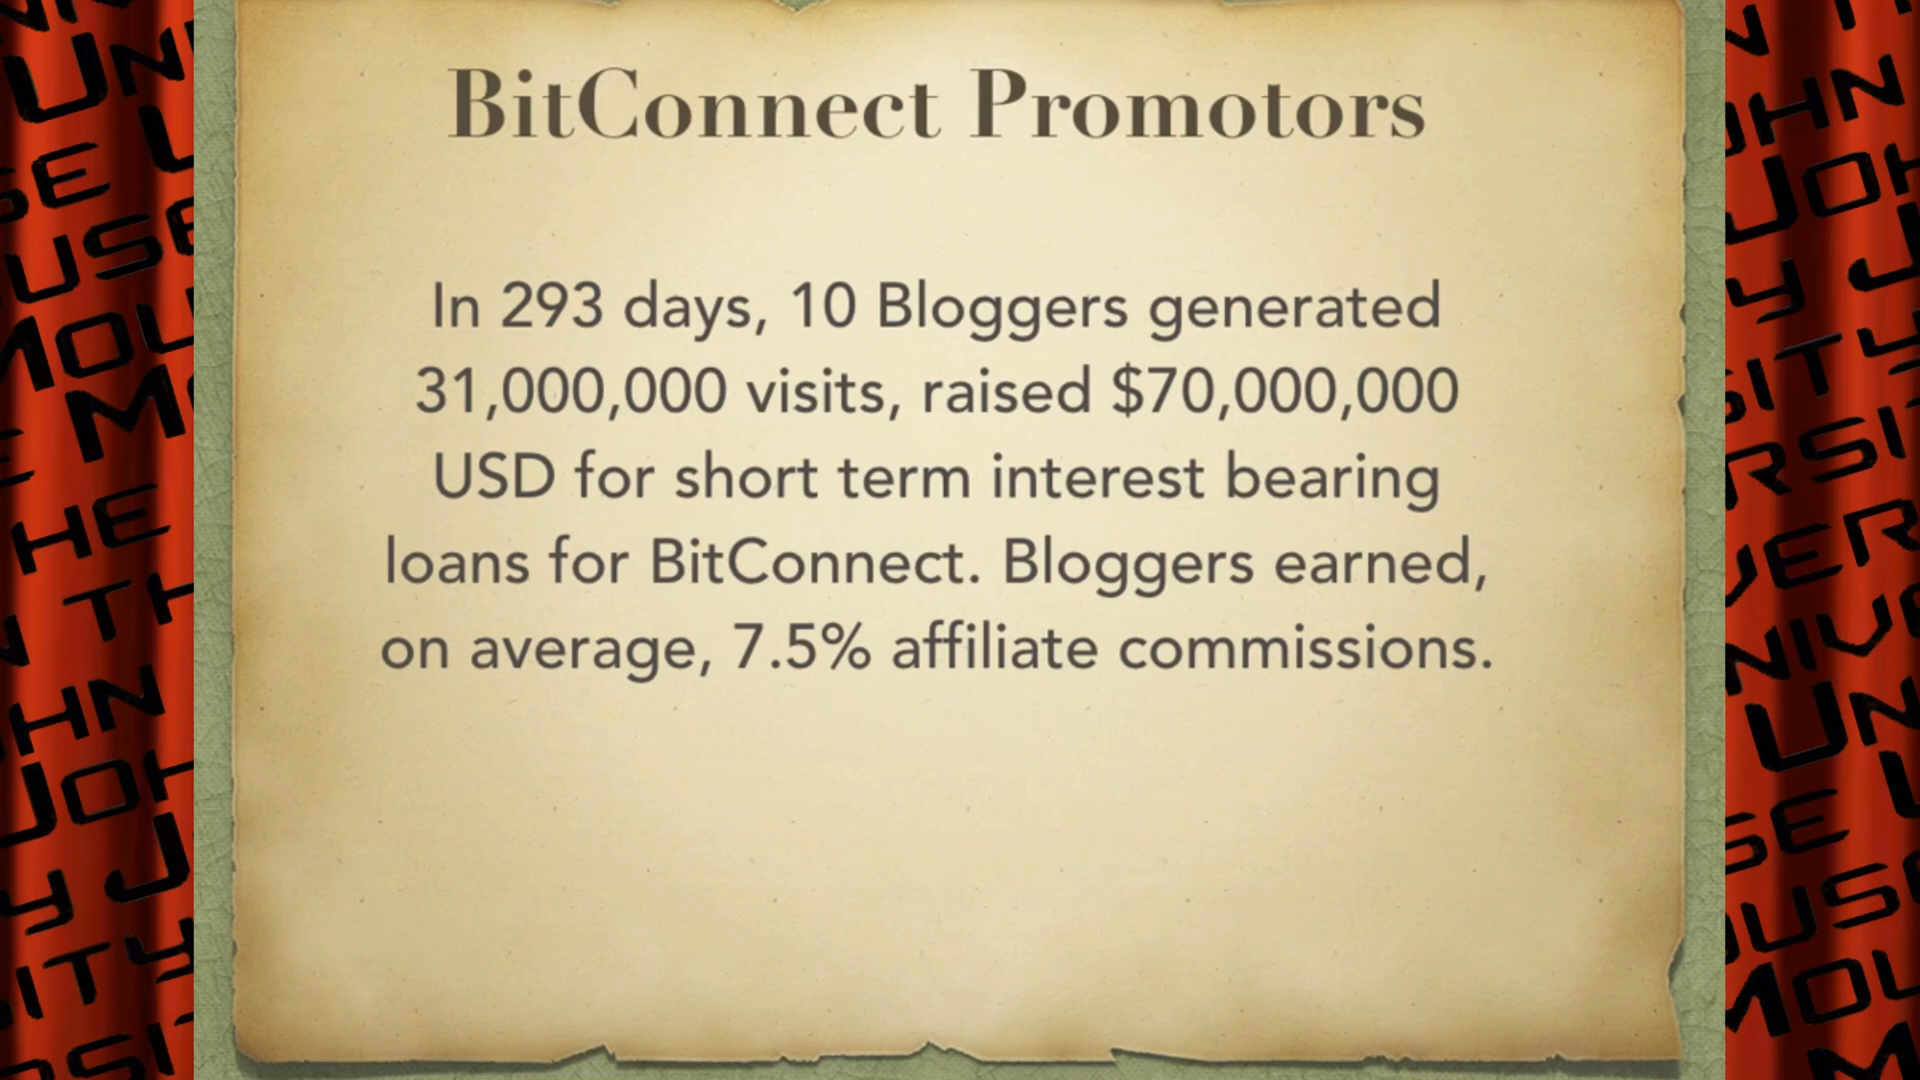 BitConnect Promotors
In 293 days, 10 Bloggers generated
31,000,000 visits, raised $70,000,000
USD for short term interest bearing
loans for BitConnect. Bloggers earned,
on average, 7.5% affiliate commissions.